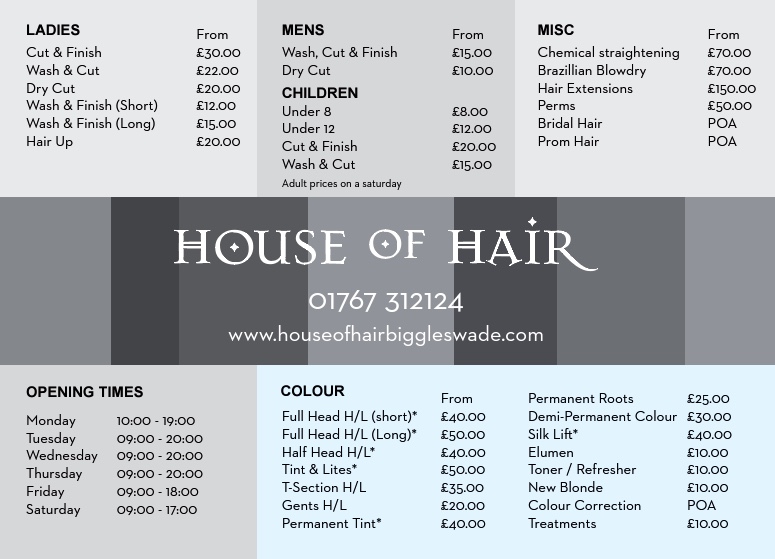 LADIES
From
Cut & Finish £30.00
Wash & Cut £22.00
Dry Cut £20.00
Wash & Finish (Short) £12.00
Wash & Finish (Long) £15.00
Hair Up £20.00
MENS
From
Wash, Cut & Finish £15.00
Dry Cut £10.00
CHILDREN
Under 8 £8.00
Under 12 £12.00
Cut & Finish £20.00
Wash & Cut £15.00
Adult prices on a saturday
MISC
From
Chemical straightening £70.00
Brazillian Blowdry £70.00
Hair Extensions £150.00
Perms £50.00
Bridal Hair POA
Prom Hair POA
HOUSE OF HAIR
01767 312124
www.houseofhairbiggleswade.com
OPENING TIMES
Monday 10:00 - 19:00
Tuesday 09:00 - 20:00
Wednesday 09:00 - 20:00
Thursday 09:00 - 20:00
Friday 09:00 - 18:00
Saturday 09:00 - 17:00
COLOUR
From
Full Head H/L (short)* £40.00
Full Head H/L (Long)* £50.00
Half Head H/L* £40.00
Tint & Lites* £50.00
T-Section H/L £35.00
Gents H/L £20.00
Permanent Tint* £40.00
Permanent Roots £25.00
Demi-Permanent Colour £30.00
Silk Lift* £40.00
Elumen £10.00
Toner / Refresher £10.00
New Blonde £10.00
Colour Correction POA
Treatments £10.00